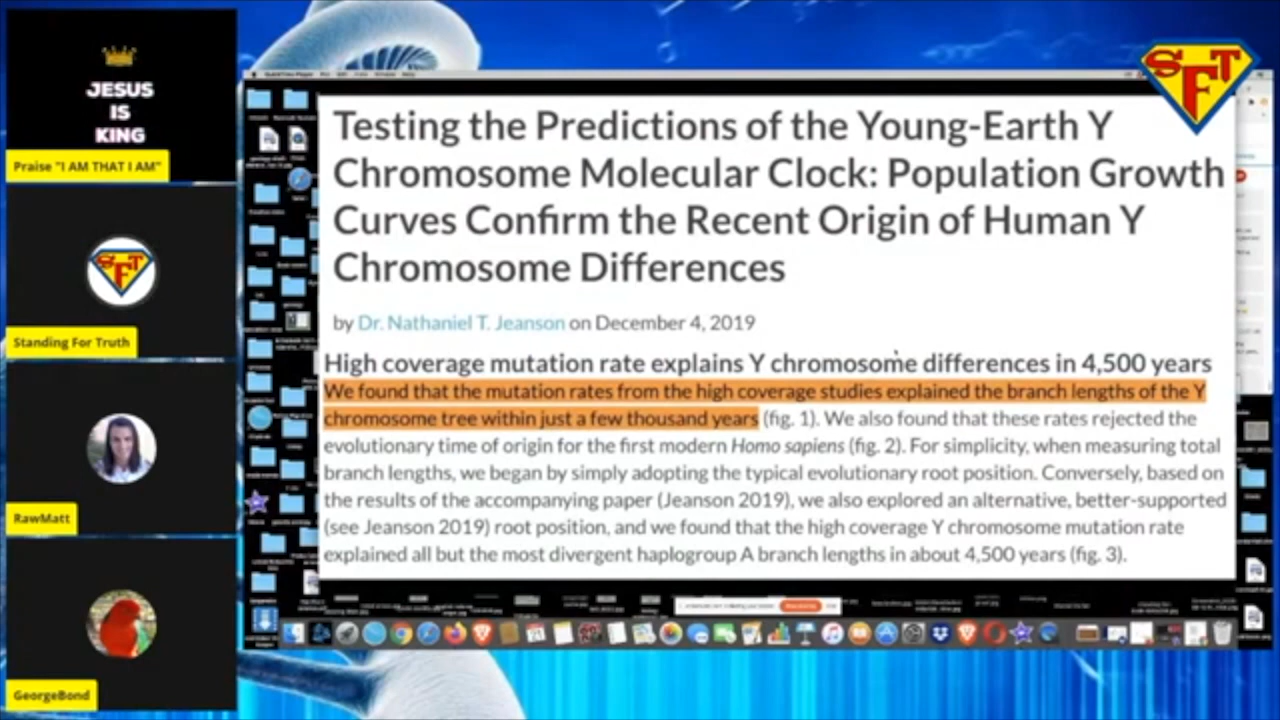 JESUS
IS
KING
Praise "I AM THAT I AM"
Standing For Truth
RawMatt
GeorgeBond
SFT
SFT
Testing the Predictions of the Young-Earth Y
Chromosome Molecular Clock: Population Growth
Curves Confirm the Recent Origin of Human Y
Chromosome Differences
by Dr. Nathaniel T. Jeanson on December 4, 2019
High coverage mutation rate explains Y chromosome differences in 4,500 years
We found that the mutation rates from the high coverage studies explained the branch lengths of the Y
chromosome tree within just a few thousand years (fig. 1). We also found that these rates rejected the
evolutionary time of origin for the first modern Homo sapiens (fig. 2). For simplicity, when measuring total
branch lengths, we began by simply adopting the typical evolutionary root position. Conversely, based on
the results of the accompanying paper (Jeanson 2019), we also explored an alternative, better-supported
(see Jeanson 2019) root position, and we found that the high coverage Y chromosome mutation rate
explained all but the most divergent haplogroup A branch lengths in about 4,500 years (fig. 3).